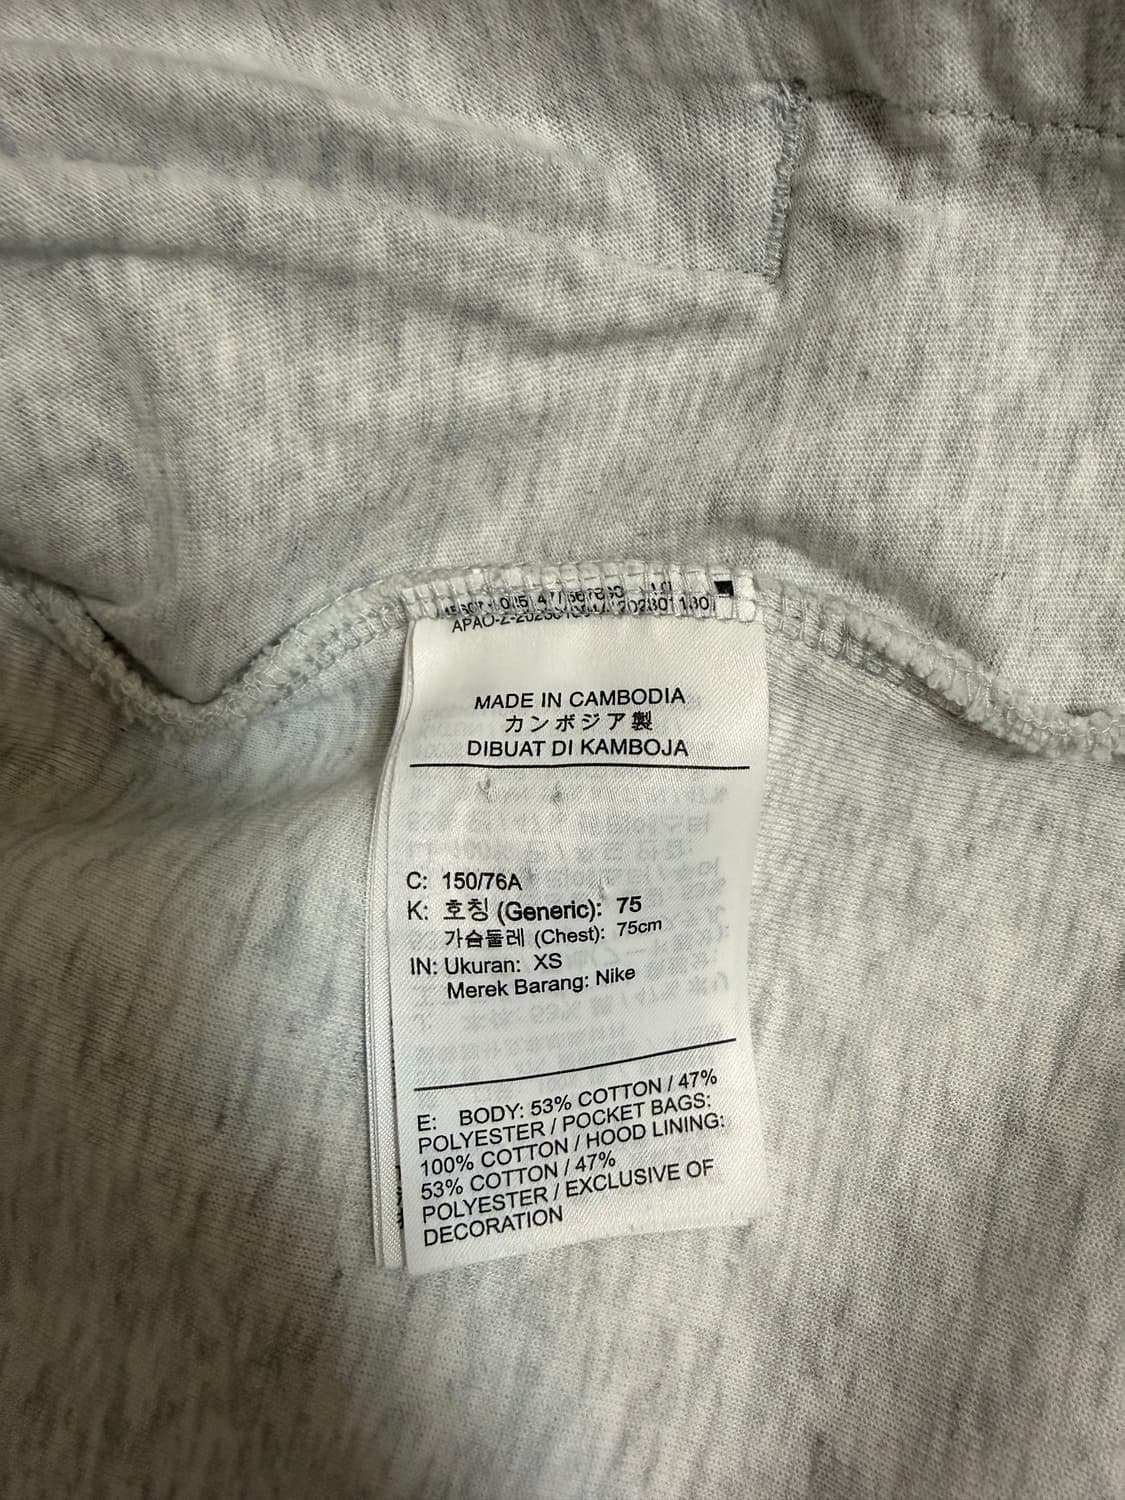 MADE IN CAMBODIA
カンボジア製
DIBUAT DI KAMBOJA
C: 150/76A
K: 호칭 (Generic): 75
가슴둘레 (Chest): 75cm
IN: Ukuran: XS
Merek Barang: Nike
E: BODY: 53% COTTON / 47%
POLYESTER / POCKET BAGS:
100% COTTON / HOOD LINING:
53% COTTON / 47%
POLYESTER / EXCLUSIVE OF
DECORATION